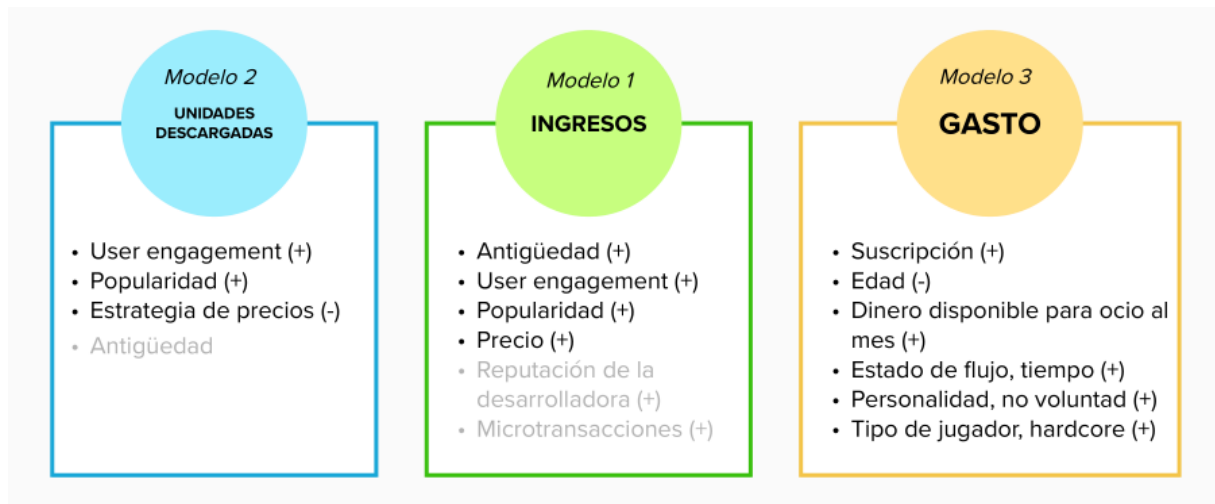 Modelo 2
UNIDADES
DESCARGADAS
• User engagement (+)
• Popularidad (+)
• Estrategia de precios (-)
• Antigüedad
Modelo 1
INGRESOS
• Antigüedad (+)
• User engagement (+)
• Popularidad (+)
• Precio (+)
• Reputación de la
desarrolladora (+)
• Microtransacciones (+)
Modelo 3
GASTO
• Suscripción (+)
• Edad (-)
• Dinero disponible para ocio al
mes (+)
• Estado de flujo, tiempo (+)
• Personalidad, no voluntad (+)
• Tipo de jugador, hardcore (+)